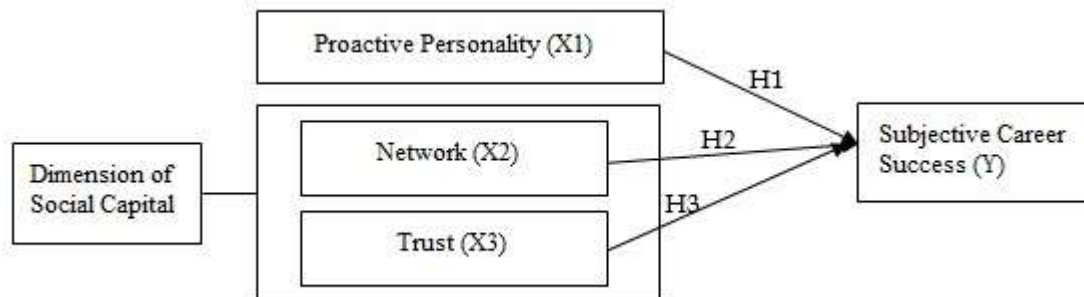 Proactive Personality (X1)
H1
Network (X2)
H2
Subjective Career
Success (Y)
Dimension of
Social Capital
H3
Trust (X3)